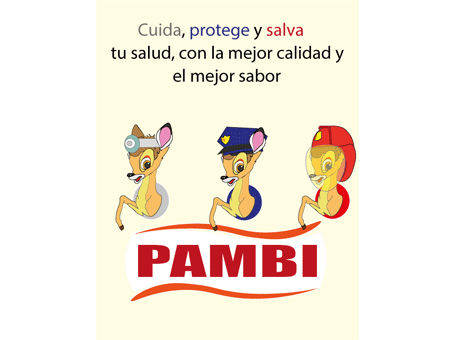 Cuida, protege y salva
tu salud, con la mejor calidad y
el mejor sabor
PAMBI